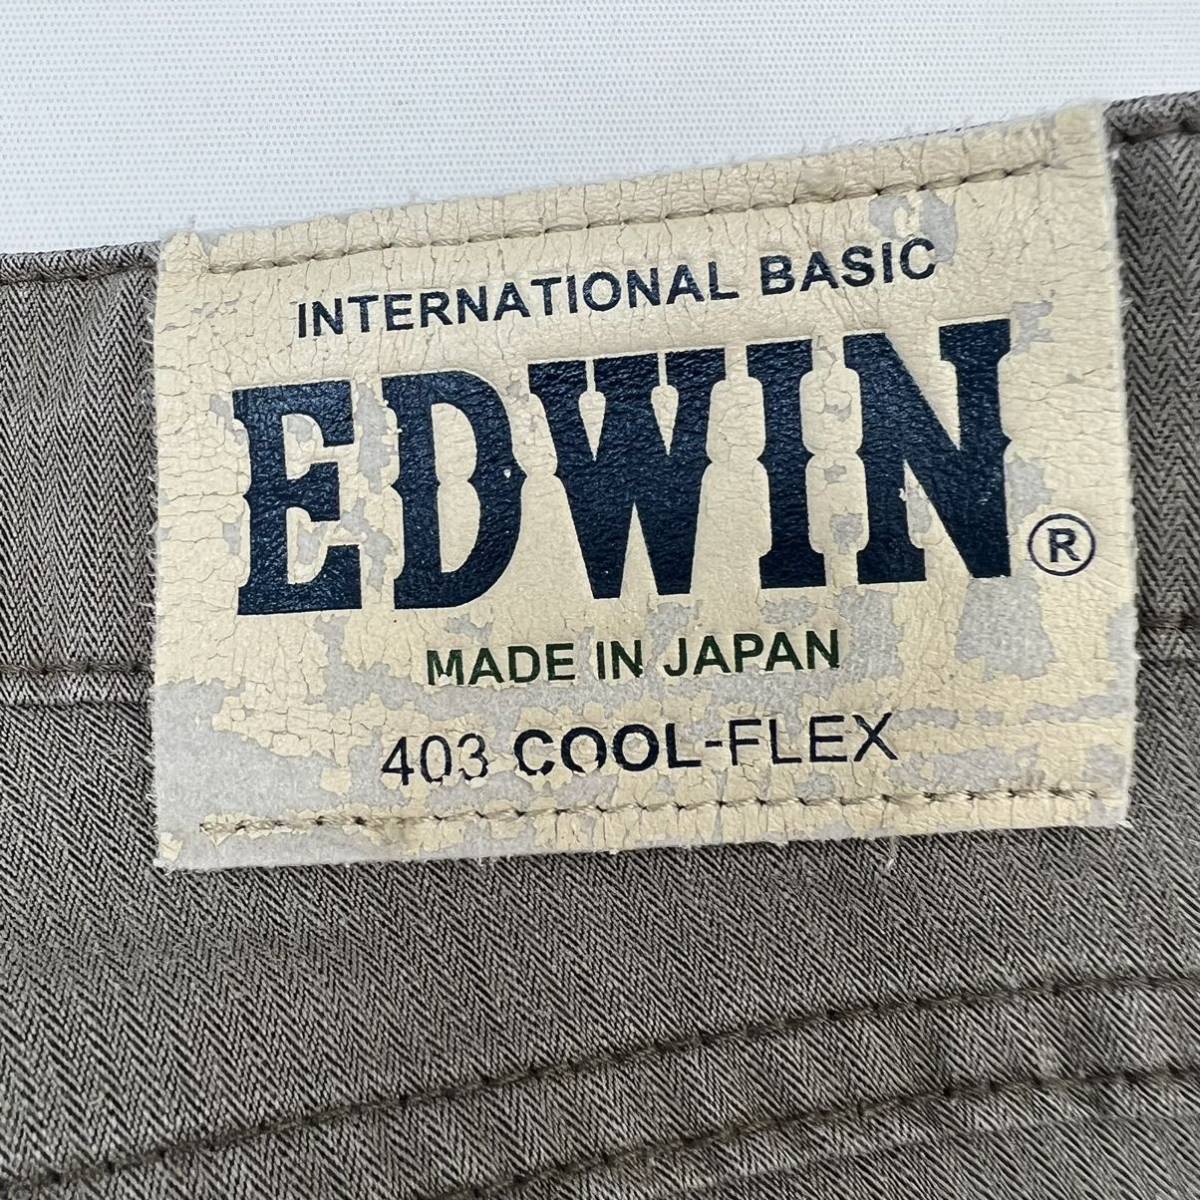 INTERNATIONAL BASIC
EDWIN®
MADE IN JAPAN
403 COOL-FLEX